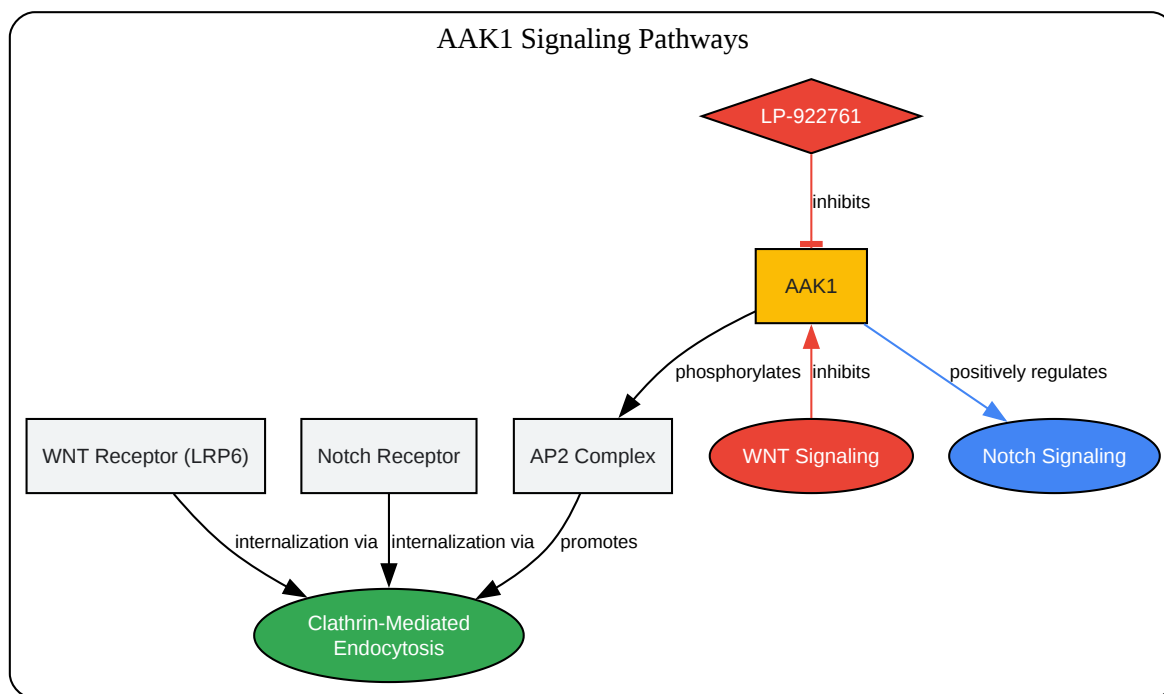 AAK1 Signaling Pathways
LP-922761
inhibits
AAK1
phosphorylates
inhibits
positively regulates
WNT Receptor (LRP6)
Notch Receptor
AP2 Complex
WNT Signaling
Notch Signaling
internalization via
internalization via
promotes
Clathrin-Mediated
Endocytosis